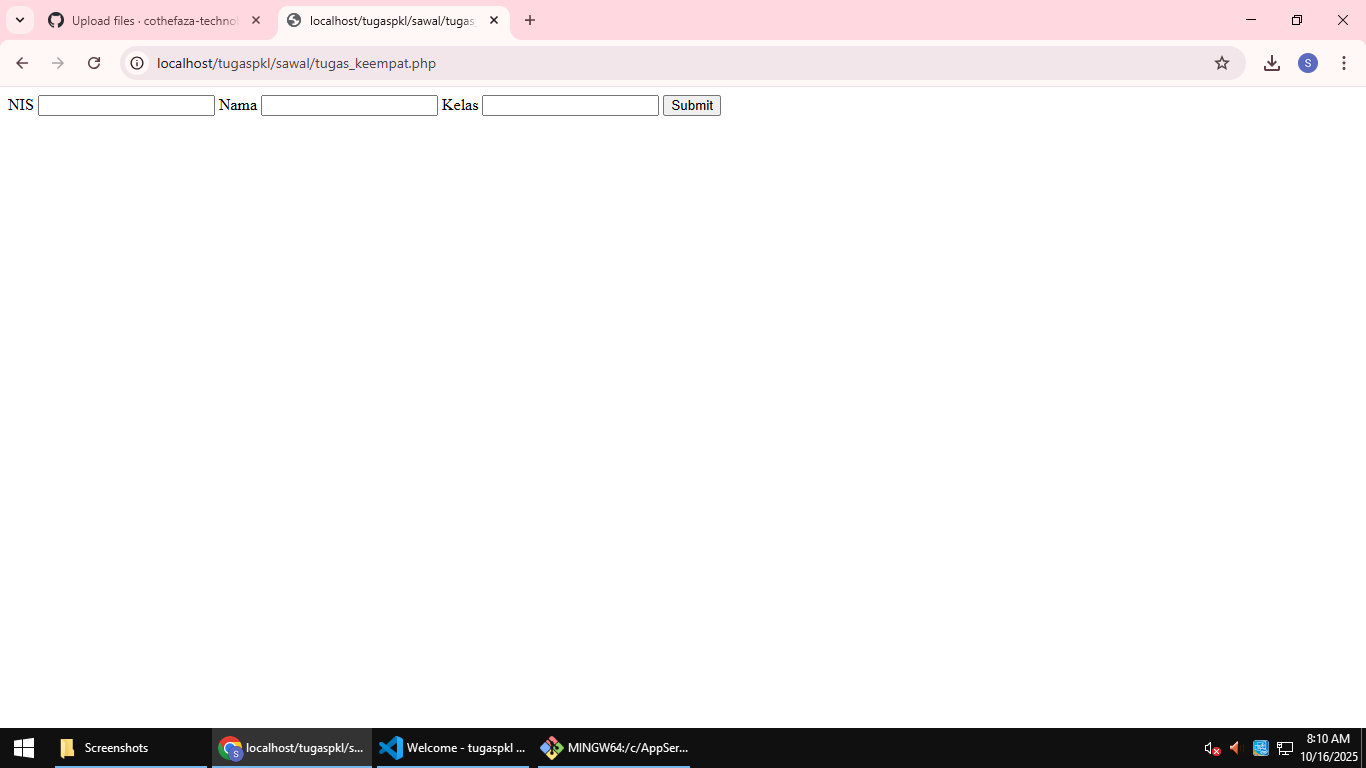 Upload files · cothefaza-technol
localhost/tugaspkl/sawal/tugas_
localhost/tugaspkl/sawal/tugas_keempat.php
S
NIS Nama Kelas Submit
Screenshots
S
localhost/tugaspkl/s...
Welcome - tugaspkl ...
MINGW64:/c/AppSer...
8:10 AM
10/16/2025